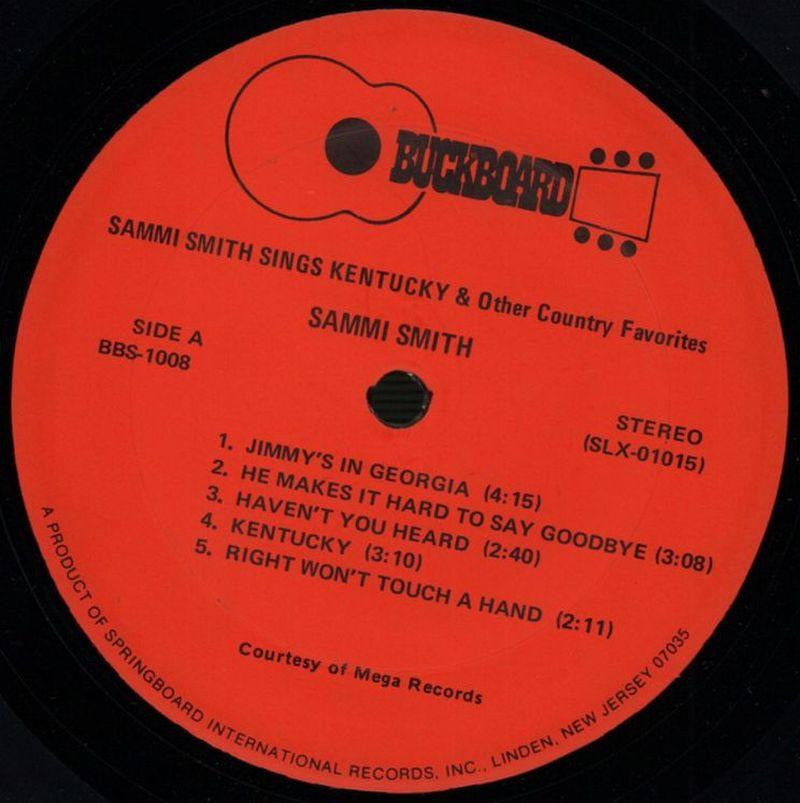 BUCKBOARD
SAMMI SMITH SINGS KENTUCKY & Other Country Favorites
SAMMI SMITH
SIDE A
BBS-1008
STEREO
(SLX-01015)
1. JIMMY'S IN GEORGIA (4:15)
2. HE MAKES IT HARD TO SAY GOODBYE (3:08)
3. HAVEN'T YOU HEARD (2:40)
4. KENTUCKY (3:10)
5. RIGHT WON'T TOUCH A HAND (2:11)
Courtesy of Mega Records
A PRODUCT OF SPRINGBOARD INTERNATIONAL RECORDS, INC., LINDEN, NEW JERSEY 07035